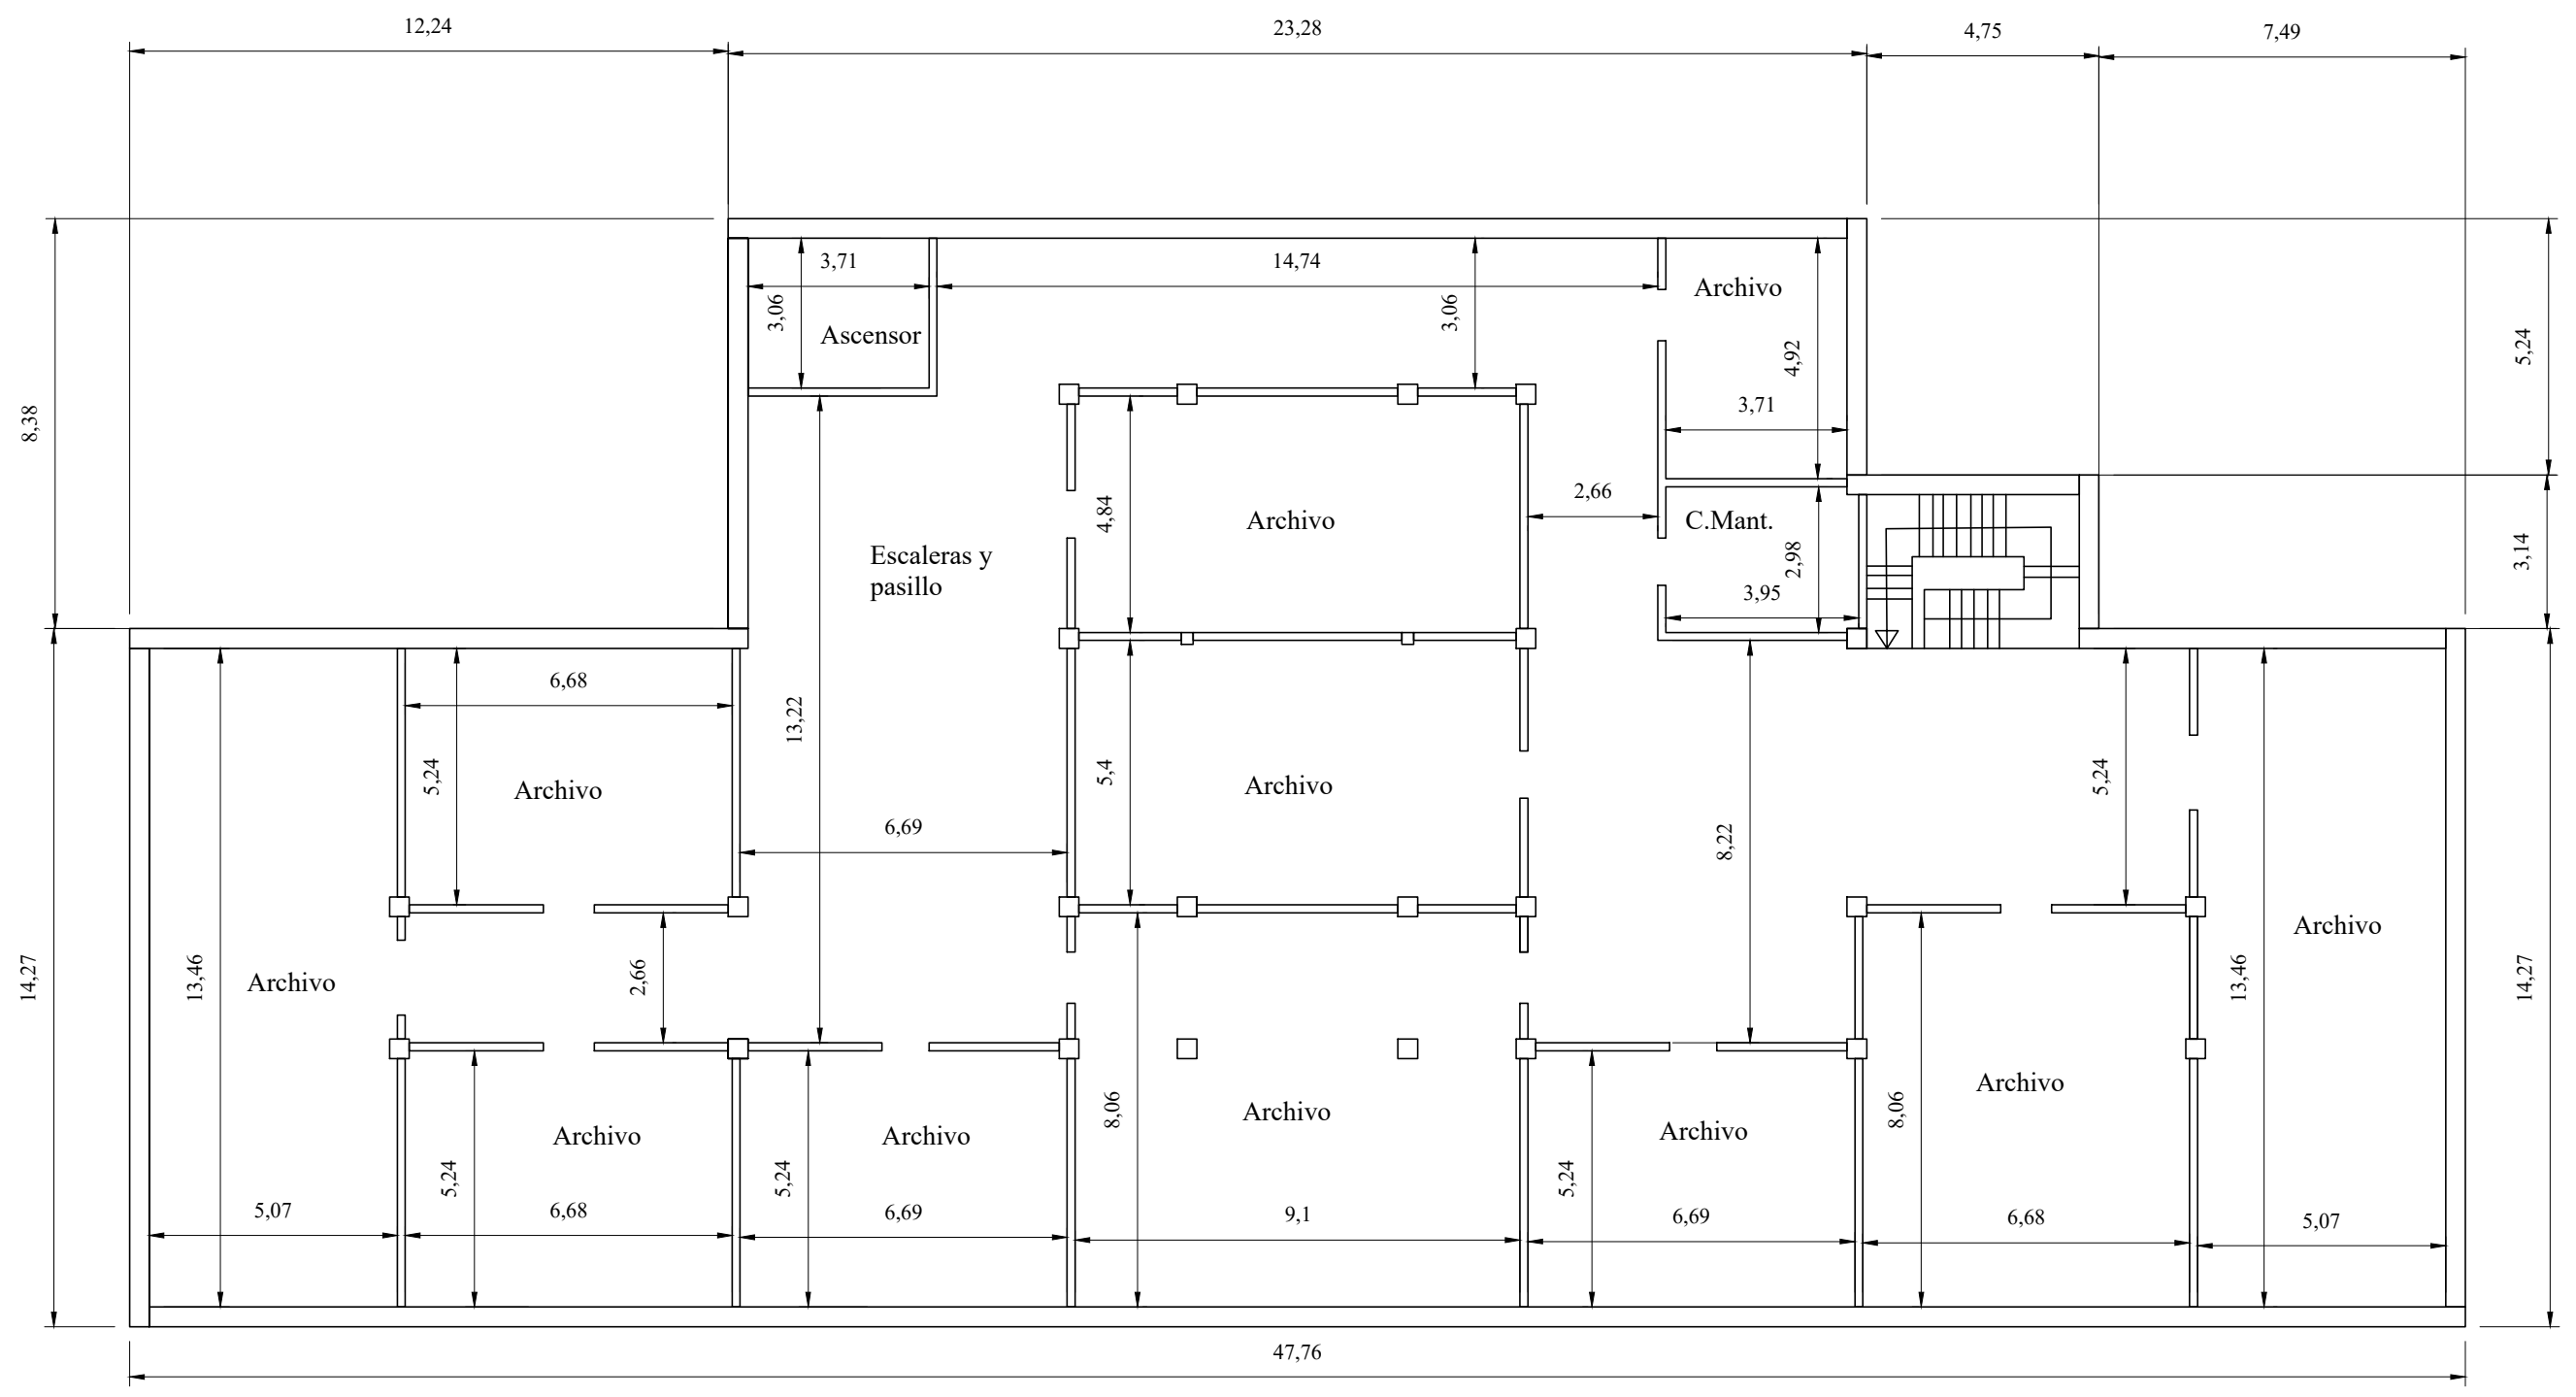 12,24
23,28
4,75
7,49
3,71
14,74
3,06
Ascensor
3,06
Archivo
4,92
3,71
5,24
8,38
4,84
Archivo
2,66
C.Mant.
2,98
3,95
3,14
Escaleras y
pasillo
6,68
5,24
Archivo
13,22
6,69
5,4
Archivo
8,22
5,24
Archivo
14,27
13,46
Archivo
2,66
13,46
14,27
Archivo
5,24
Archivo
5,24
Archivo
8,06
Archivo
5,24
Archivo
8,06
5,07
6,68
6,69
9,1
6,69
6,68
5,07
47,76